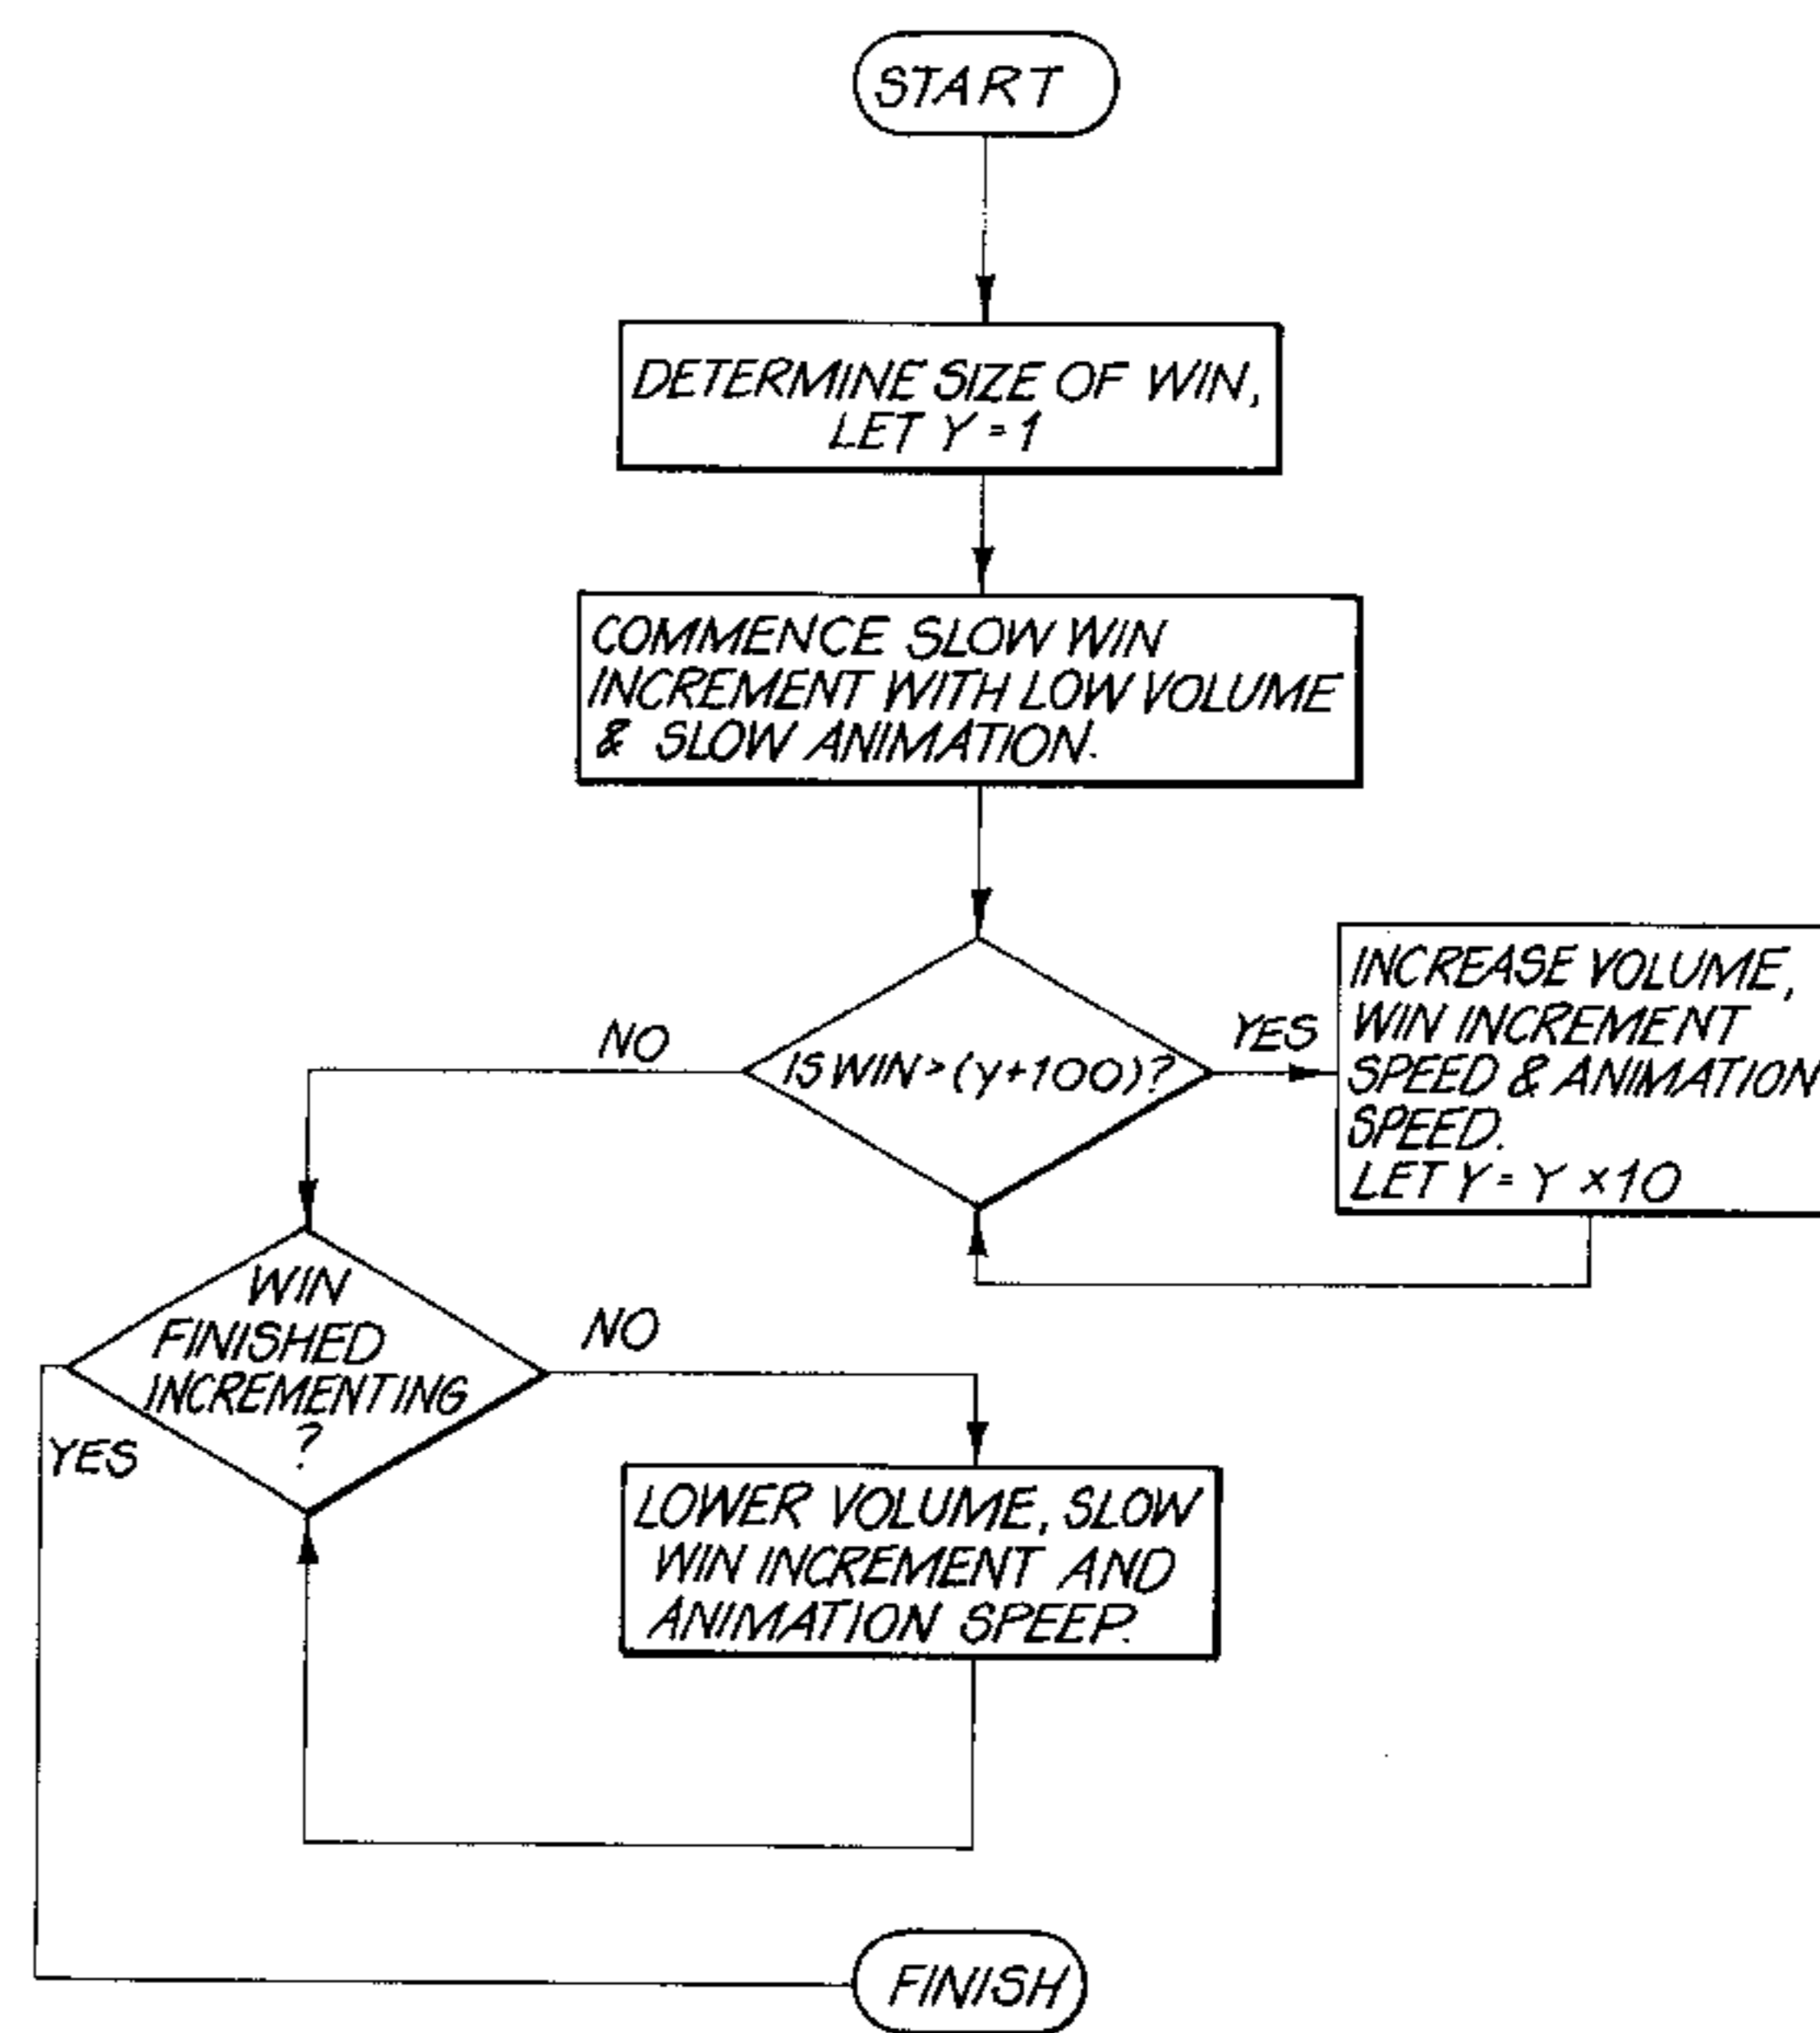 START
DETERMINE SIZE OF WIN,
LET Y = 1
COMMENCE SLOW WIN
INCREMENT WITH LOW VOLUME
& SLOW ANIMATION.
IS WIN > (y+100)?
YES
INCREASE VOLUME,
WIN INCREMENT
SPEED & ANIMATION
SPEED.
LET Y = Y × 10
NO
WIN
FINISHED
INCREMENTING
?
NO
YES
LOWER VOLUME, SLOW
WIN INCREMENT AND
ANIMATION SPEED.
FINISH